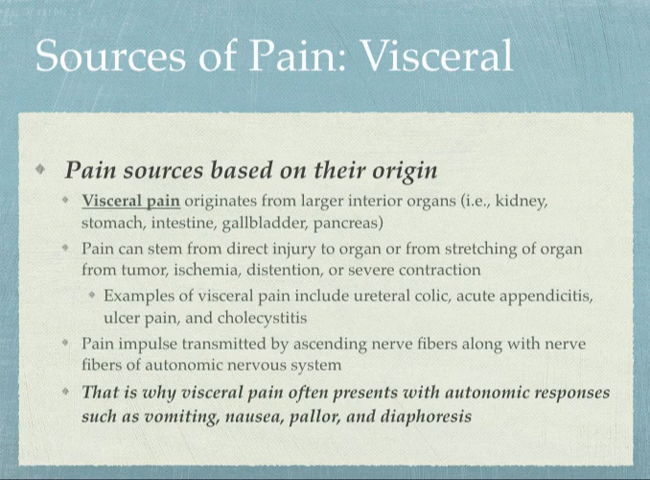 Sources of Pain: Visceral
Pain sources based on their origin
Visceral pain originates from larger interior organs (i.e., kidney,
stomach, intestine, gallbladder, pancreas)
Pain can stem from direct injury to organ or from stretching of organ
from tumor, ischemia, distention, or severe contraction
Examples of visceral pain include ureteral colic, acute appendicitis,
ulcer pain, and cholecystitis
Pain impulse transmitted by ascending nerve fibers along with nerve
fibers of autonomic nervous system
That is why visceral pain often presents with autonomic responses
such as vomiting, nausea, pallor, and diaphoresis